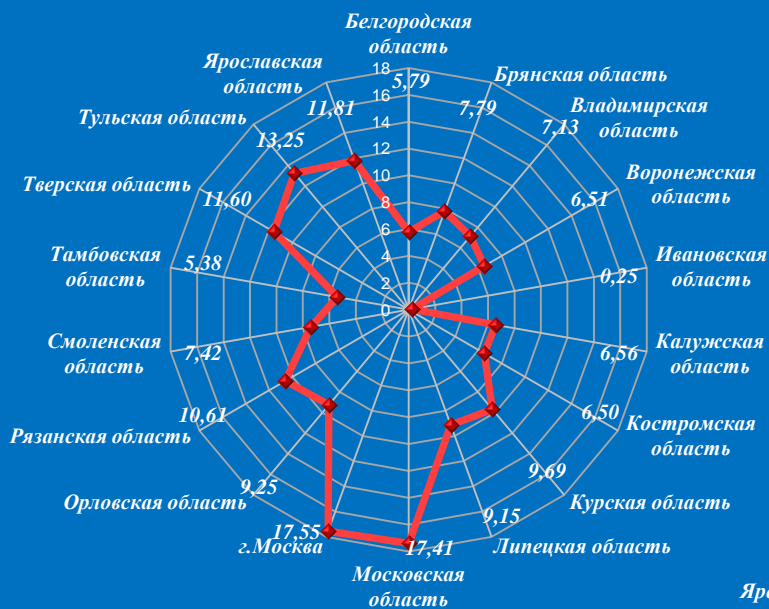 Белгородская
область
5,79
Брянская область
7,79
Владимирская
область
7,13
Воронежская
область
6,51
Ивановская
область
0,25
Калужская
область
6,56
Костромская
область
6,50
Курская область
9,69
Липецкая область
9,15
Московская
область
17,41
г.Москва
17,55
Орловская область
9,25
Рязанская область
10,61
Смоленская
область
7,42
Тамбовская
область
5,38
Тверская область
11,60
Тульская область
13,25
Ярославская
область
11,81
18
16
14
12
10
8
6
4
2
0